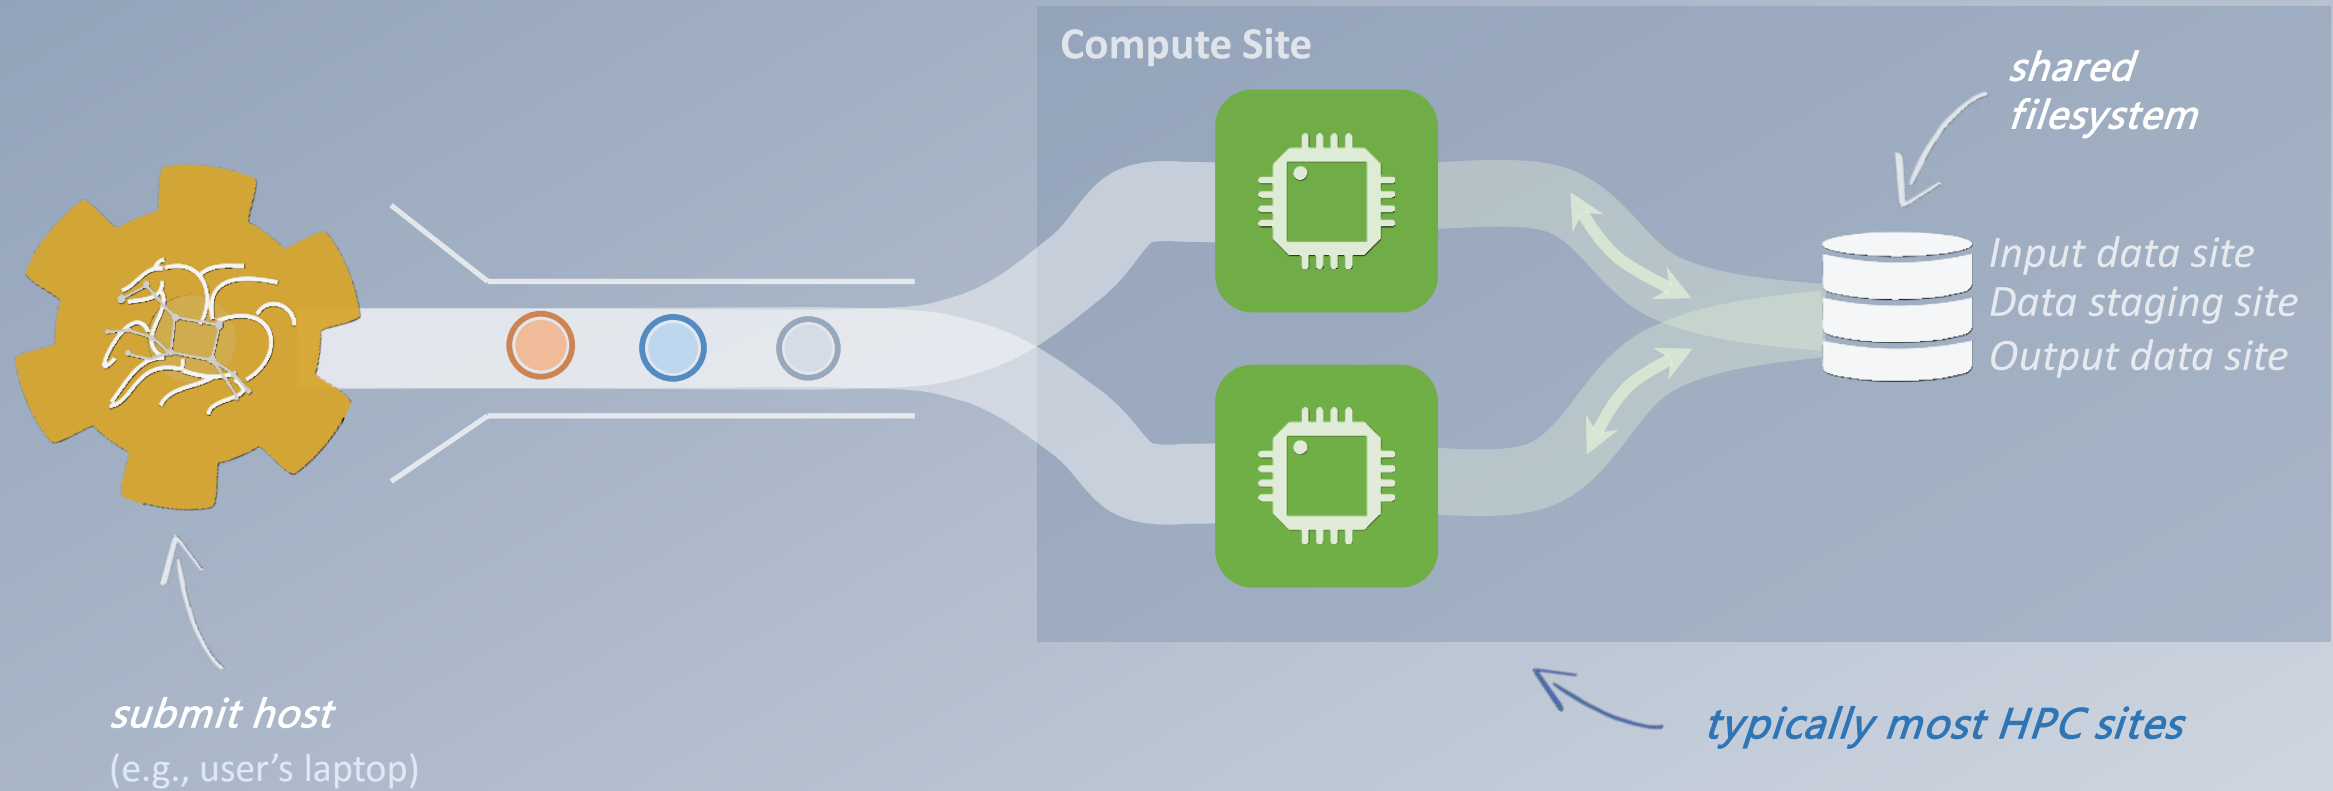 Compute Site
shared
filesystem
Input data site
Data staging site
Output data site
submit host
(e.g., user’s laptop)
typically most HPC sites